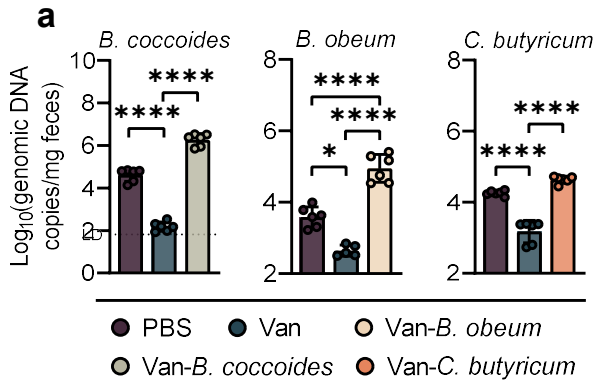 a
B. coccoides
B. obeum
C. butyricum
Log10(genomic DNA
copies/mg feces)
10
8
6
4
2
0
****
****
8
6
4
2
****
****
*
8
6
4
2
****
****
PBS
Van
Van-B. obeum
Van-B. coccoides
Van-C. butyricum